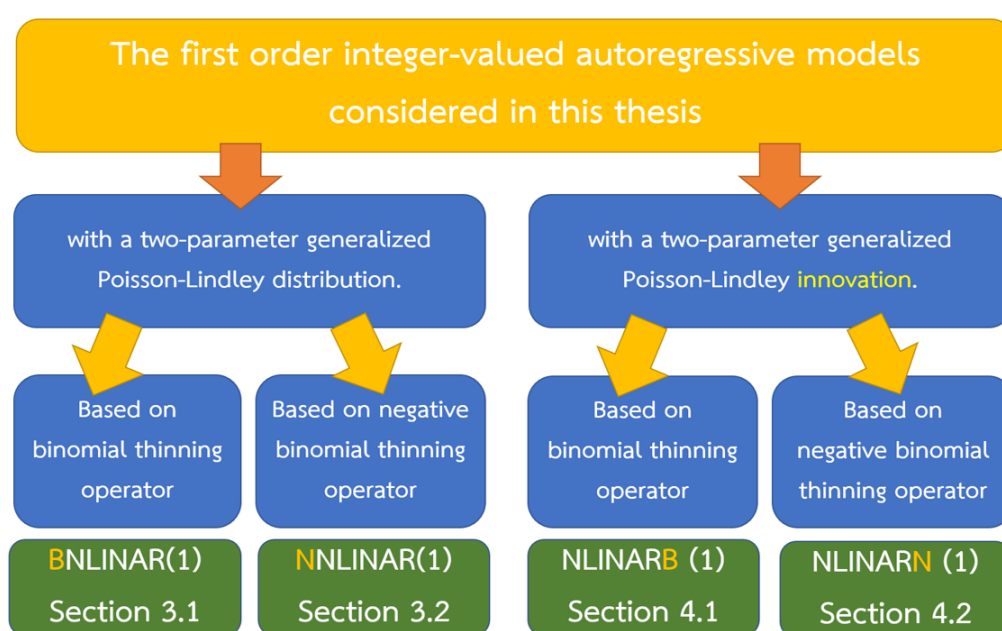 The first order integer-valued autoregressive models
considered in this thesis
with a two-parameter generalized
Poisson-Lindley distribution.
with a two-parameter generalized
Poisson-Lindley innovation.
Based on
binomial thinning
operator
Based on negative
binomial thinning
operator
Based on
binomial thinning
operator
Based on
negative binomial
thinning operator
BNLINAR(1)
Section 3.1
NNLINAR(1)
Section 3.2
NLINARB (1)
Section 4.1
NLINARN (1)
Section 4.2